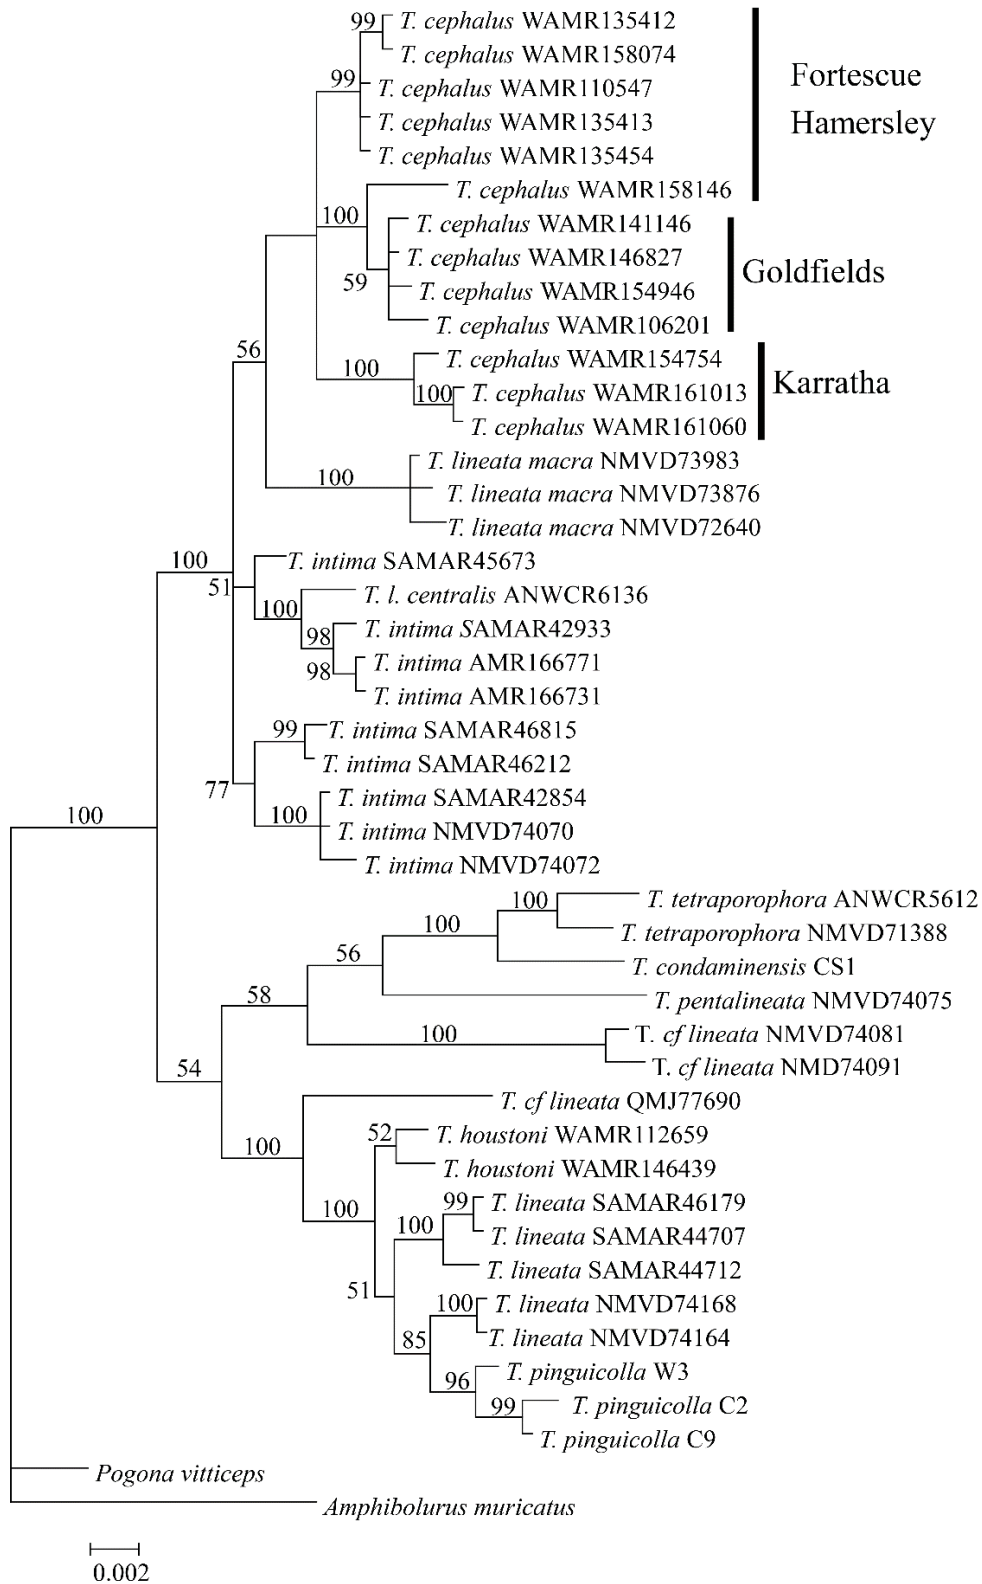 99
T. cephalus WAMR135412
T. cephalus WAMR158074
99
T. cephalus WAMR110547
T. cephalus WAMR135413
T. cephalus WAMR135454
Fortescue
Hamersley
T. cephalus WAMR158146
100
T. cephalus WAMR141146
T. cephalus WAMR146827
59
T. cephalus WAMR154946
T. cephalus WAMR106201
Goldfields
56
T. cephalus WAMR154754
100
100
T. cephalus WAMR161013
T. cephalus WAMR161060
Karratha
T. lineata macra NMVD73983
100
T. lineata macra NMVD73876
T. lineata macra NMVD72640
100
T. intima SAMAR45673
51
T. l. centralis ANWCR6136
100
T. intima SAMAR42933
98
T. intima AMR166771
98
T. intima AMR166731
99
T. intima SAMAR46815
T. intima SAMAR46212
77
T. intima SAMAR42854
100
T. intima NMVD74070
T. intima NMVD74072
100
100
T. tetraporophora ANWCR5612
100
T. tetraporophora NMVD71388
56
T. condaminensis CS1
58
T. pentalineata NMVD74075
100
T. cf lineata NMVD74081
T. cf lineata NMD74091
54
T. cf lineata QMJ77690
100
52
T. houstoni WAMR112659
T. houstoni WAMR146439
100
99
T. lineata SAMAR46179
100
T. lineata SAMAR44707
T. lineata SAMAR44712
51
100
T. lineata NMVD74168
85
T. lineata NMVD74164
96
T. pinguicolla W3
99
T. pinguicolla C2
T. pinguicolla C9
Pogona vitticeps
Amphibolurus muricatus
0.002